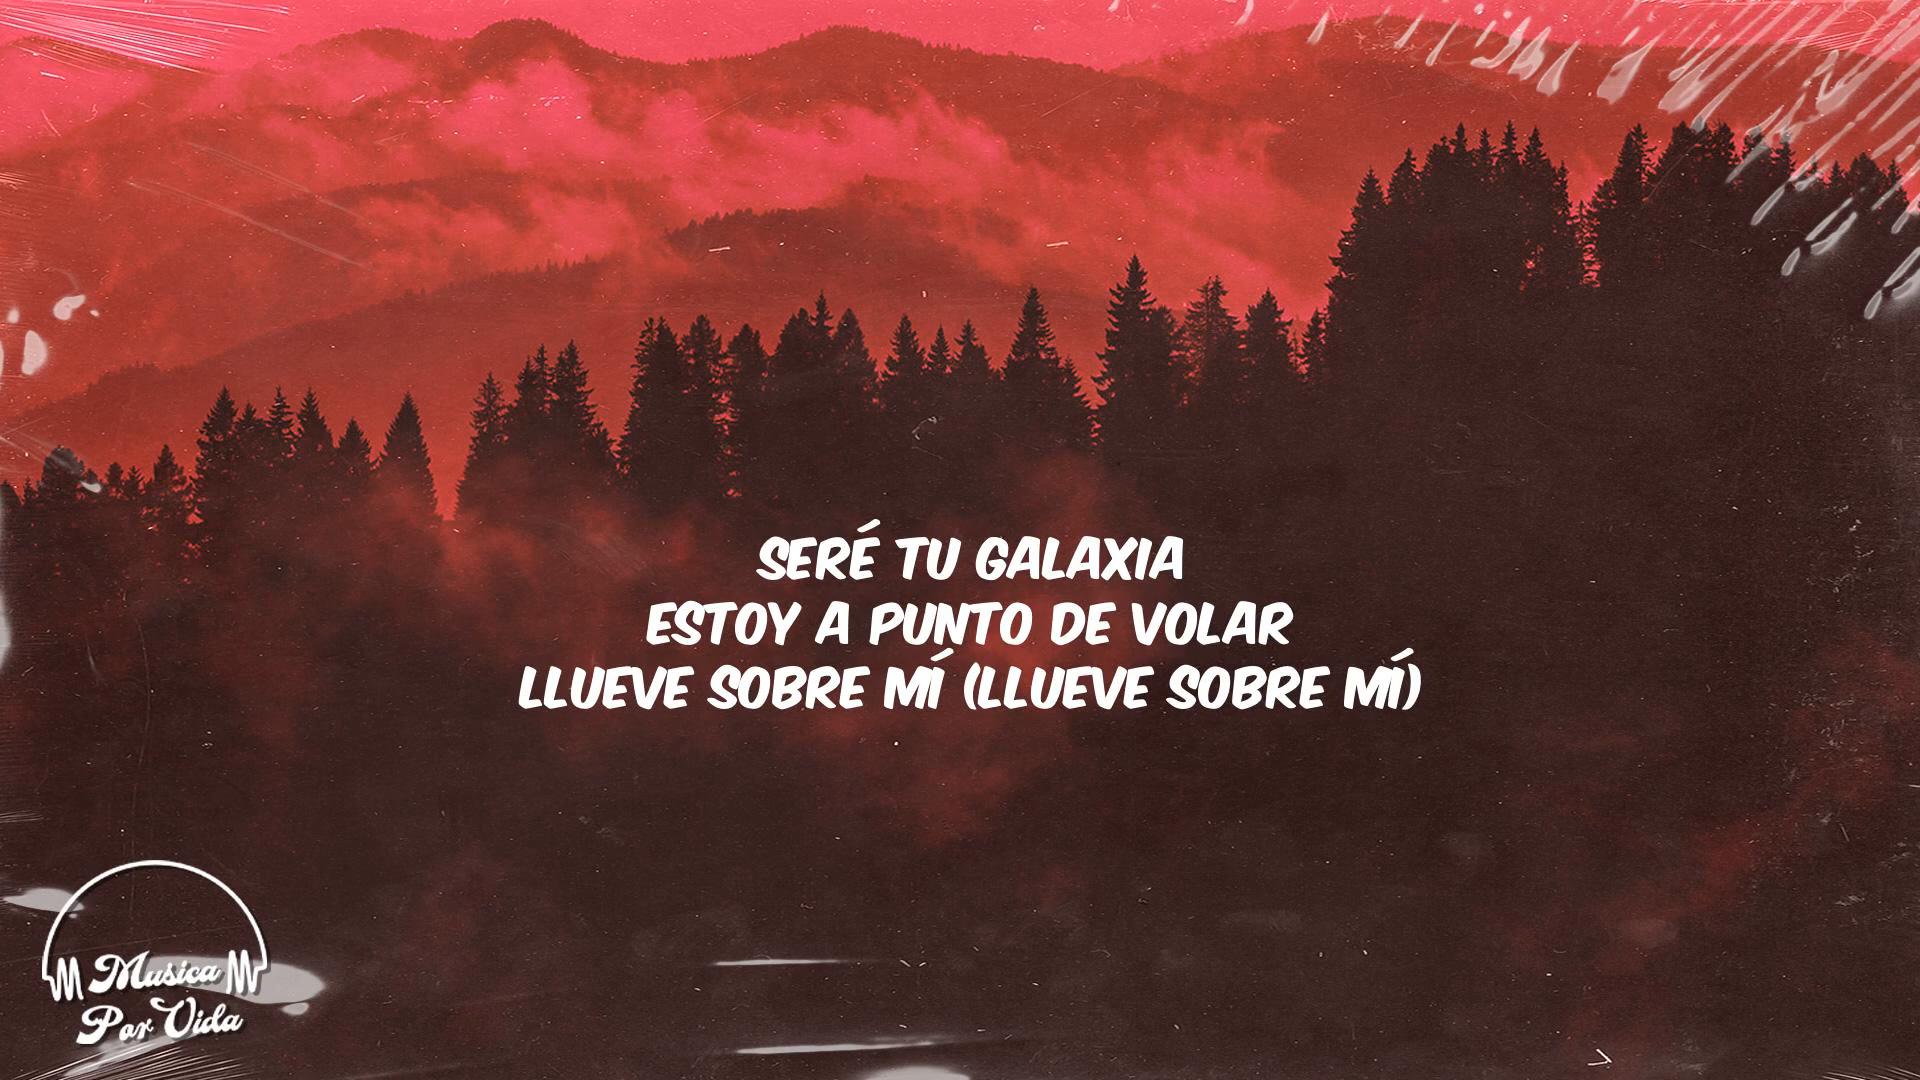 SERÉ TU GALAXIA
ESTOY A PUNTO DE VOLAR
LLUEVE SOBRE MÍ (LLUEVE SOBRE MÍ)
Musica
Por Vida